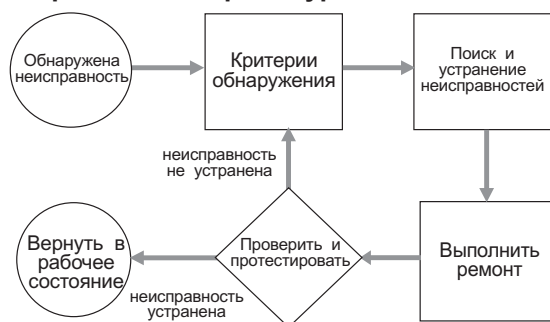 Обнаружена
неисправность
Критерии
обнаружения
Поиск и
устранение
неисправностей
неисправность
не устранена
Вернуть в
рабочее
состояние
Проверить и
протестировать
Выполнить
ремонт
неисправность
устранена